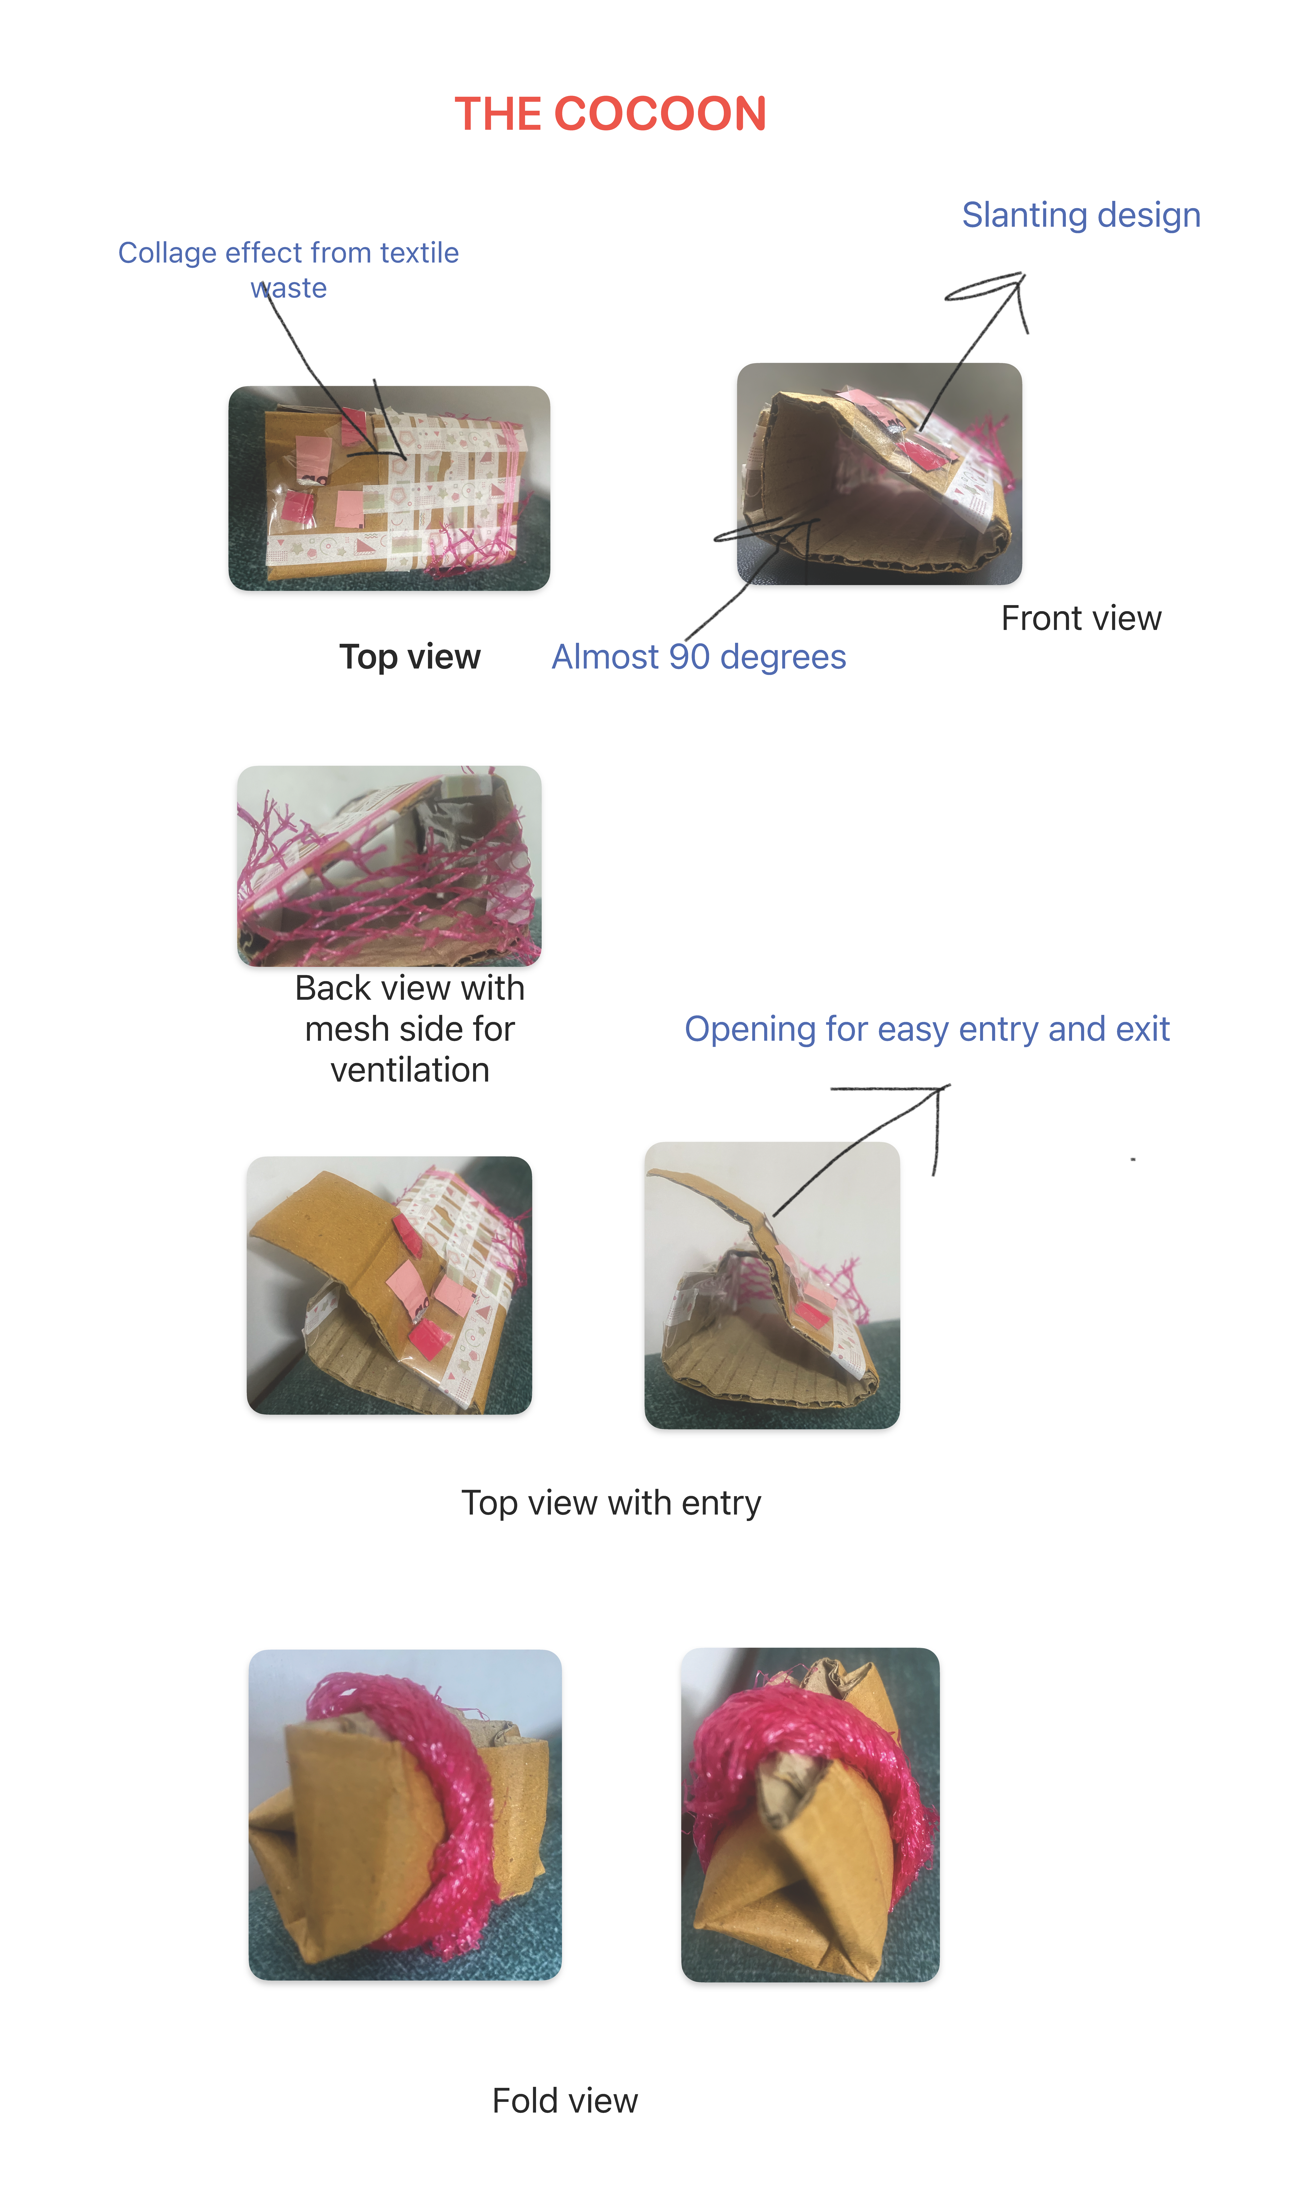 THE COCOON
Slanting design
Collage effect from textile
waste
Front view
Top view
Almost 90 degrees
Back view with
mesh side for
ventilation
Opening for easy entry and exit
Top view with entry
Fold view